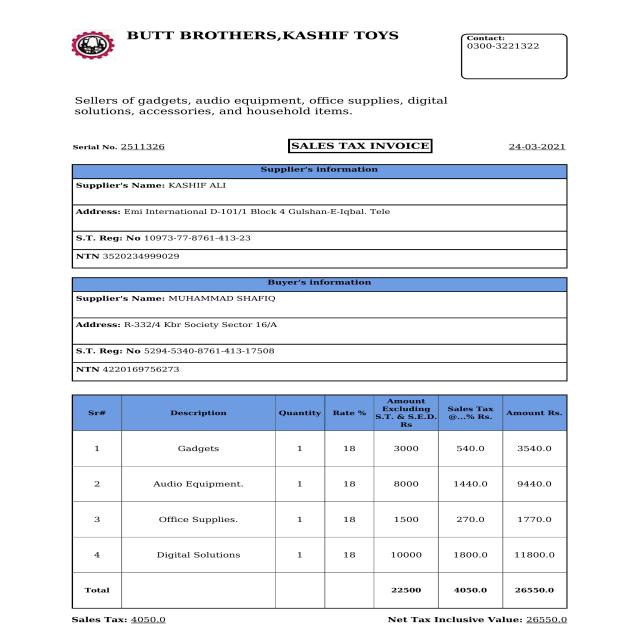 BUTT BROTHERS,KASHIF TOYS
Contact:
0300-3221322
Sellers of gadgets, audio equipment, office supplies, digital
solutions, accessories, and household items.
Serial No. 2511326 SALES TAX INVOICE 24-03-2021
Supplier's information
Supplier's Name: KASHIF ALI
Address: Emi International D-101/1 Block 4 Gulshan-E-Iqbal. Tele
S.T. Reg: No 10973-77-8761-413-23
NTN 3520234999029
Buyer's information
Supplier's Name: MUHAMMAD SHAFIQ
Address: R-332/4 Kbr Society Sector 16/A
S.T. Reg: No 5294-5340-8761-413-17508
NTN 4220169756273
Sr# Description Quantity Rate % Amount Excluding S.T. & S.E.D. Rs Sales Tax @...% Rs. Amount Rs.
1 Gadgets 1 18 3000 540.0 3540.0
2 Audio Equipment. 1 18 8000 1440.0 9440.0
3 Office Supplies. 1 18 1500 270.0 1770.0
4 Digital Solutions 1 18 10000 1800.0 11800.0
Total 22500 4050.0 26550.0
Sales Tax: 4050.0 Net Tax Inclusive Value: 26550.0